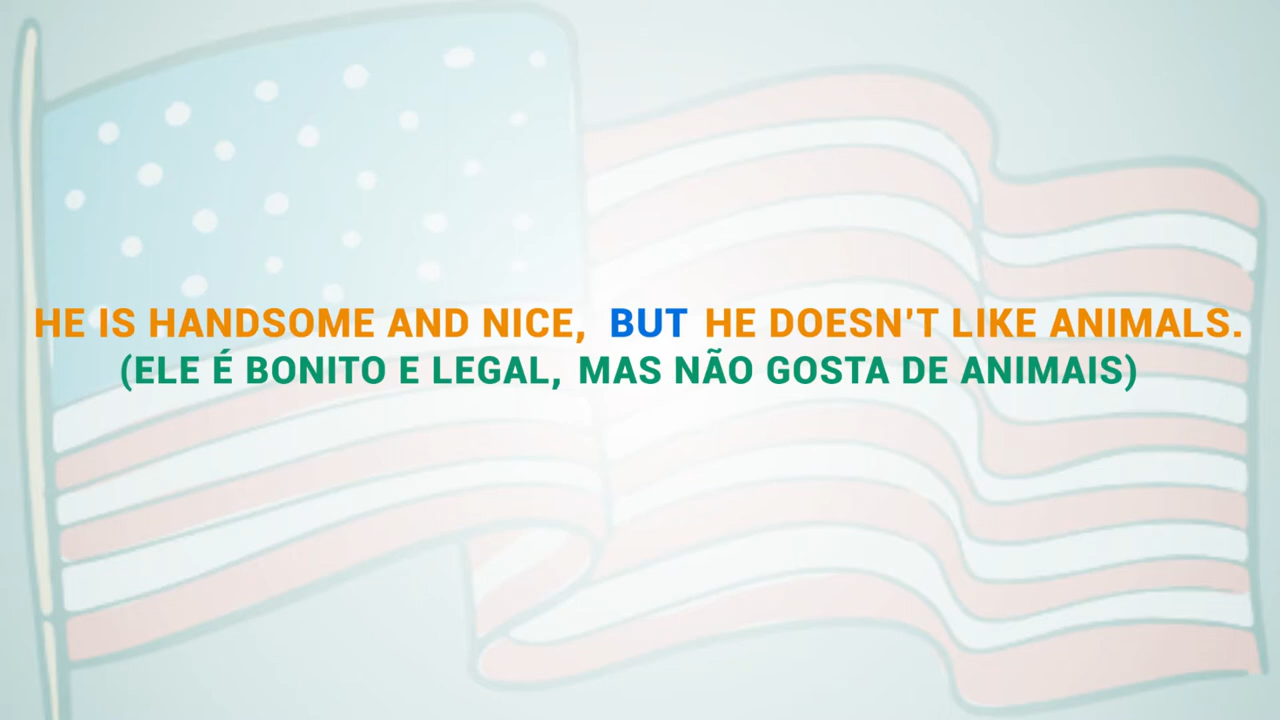 HE IS HANDSOME AND NICE, BUT HE DOESN'T LIKE ANIMALS.
(ELE É BONITO E LEGAL, MAS NÃO GOSTA DE ANIMAIS)